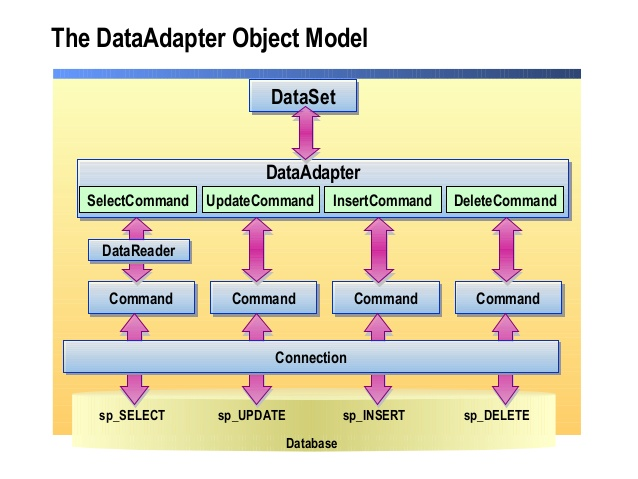 The DataAdapter Object Model
DataSet
DataAdapter
SelectCommand UpdateCommand InsertCommand DeleteCommand
DataReader
Command Command Command Command
Connection
sp_SELECT sp_UPDATE sp_INSERT sp_DELETE
Database